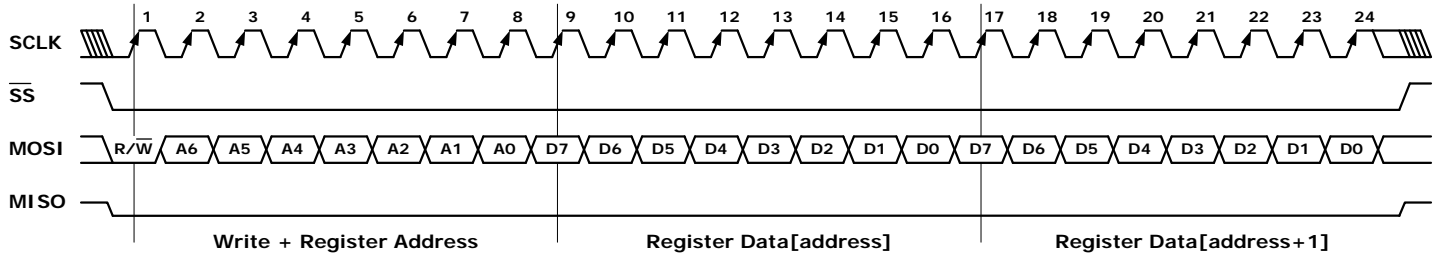 1 2 3 4 5 6 7 8 9 10 11 12 13 14 15 16 17 18 19 20 21 22 23 24
SCLK
SS
MOSI R/W A6 A5 A4 A3 A2 A1 A0 D7 D6 D5 D4 D3 D2 D1 D0 D7 D6 D5 D4 D3 D2 D1 D0
MISO
Write + Register Address Register Data[address] Register Data[address+1]